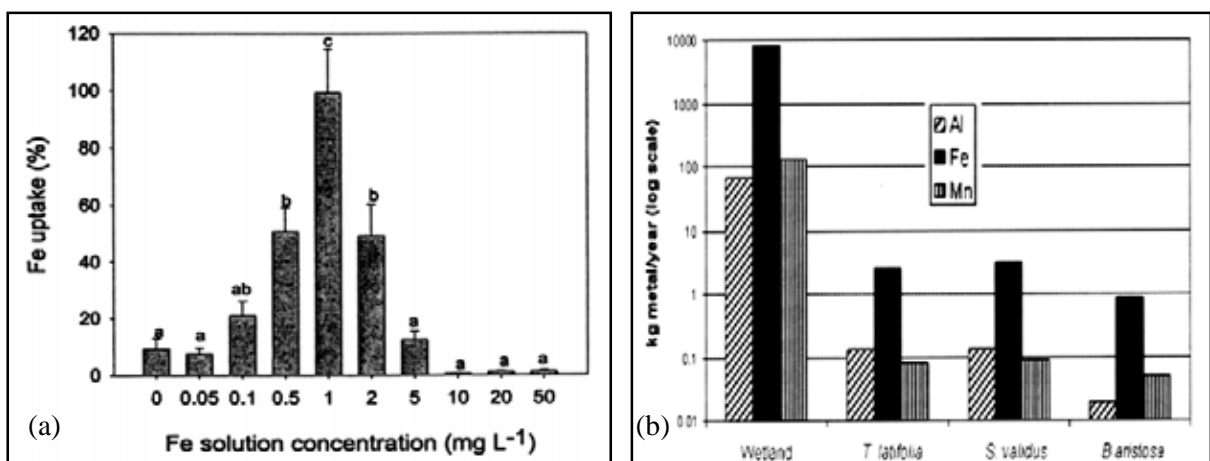 120
100
80
60
40
20
0
Fe uptake (%)
a
a
ab
b
c
b
a
a
a
a
0 0.05 0.1 0.5 1 2 5 10 20 50
Fe solution concentration (mg L-1)
(a)
10000
1000
100
10
1
0.1
0.01
kg metal/year (log scale)
Al
Fe
Mn
Wetland T. latifolia S. validus B. aristosa
(b)